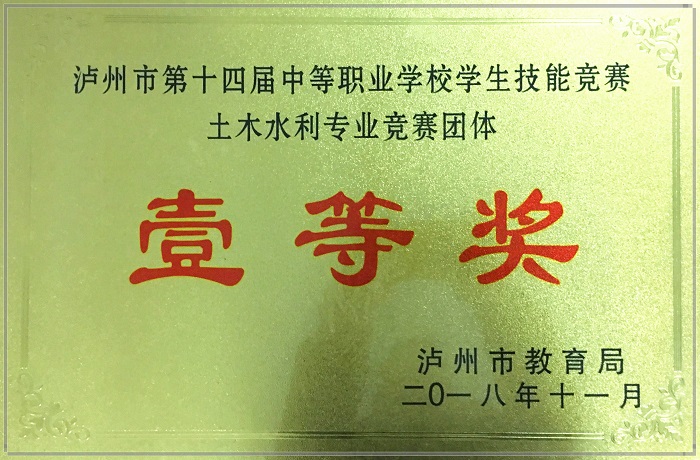 泸州市第十四届中等职业学校学生技能竞赛
土木水利专业竞赛团体
壹等奖
泸州市教育局
二〇一八年十一月